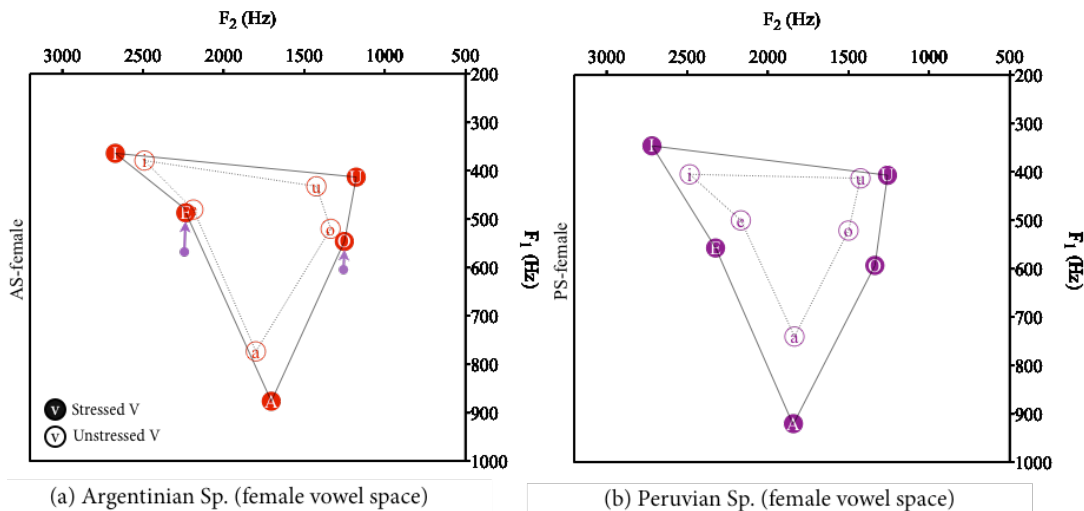 F2 (Hz)
3000 2500 2000 1500 1000 500
200
300
400
500
600
700
800
900
1000
F1 (Hz)
AS-female
I
i
U
u
E
o
O
a
A
v Stressed V
v Unstressed V
(a) Argentinian Sp. (female vowel space)
F2 (Hz)
3000 2500 2000 1500 1000 500
200
300
400
500
600
700
800
900
1000
F1 (Hz)
PS-female
I
i
U
u
e
o
E
O
a
A
(b) Peruvian Sp. (female vowel space)